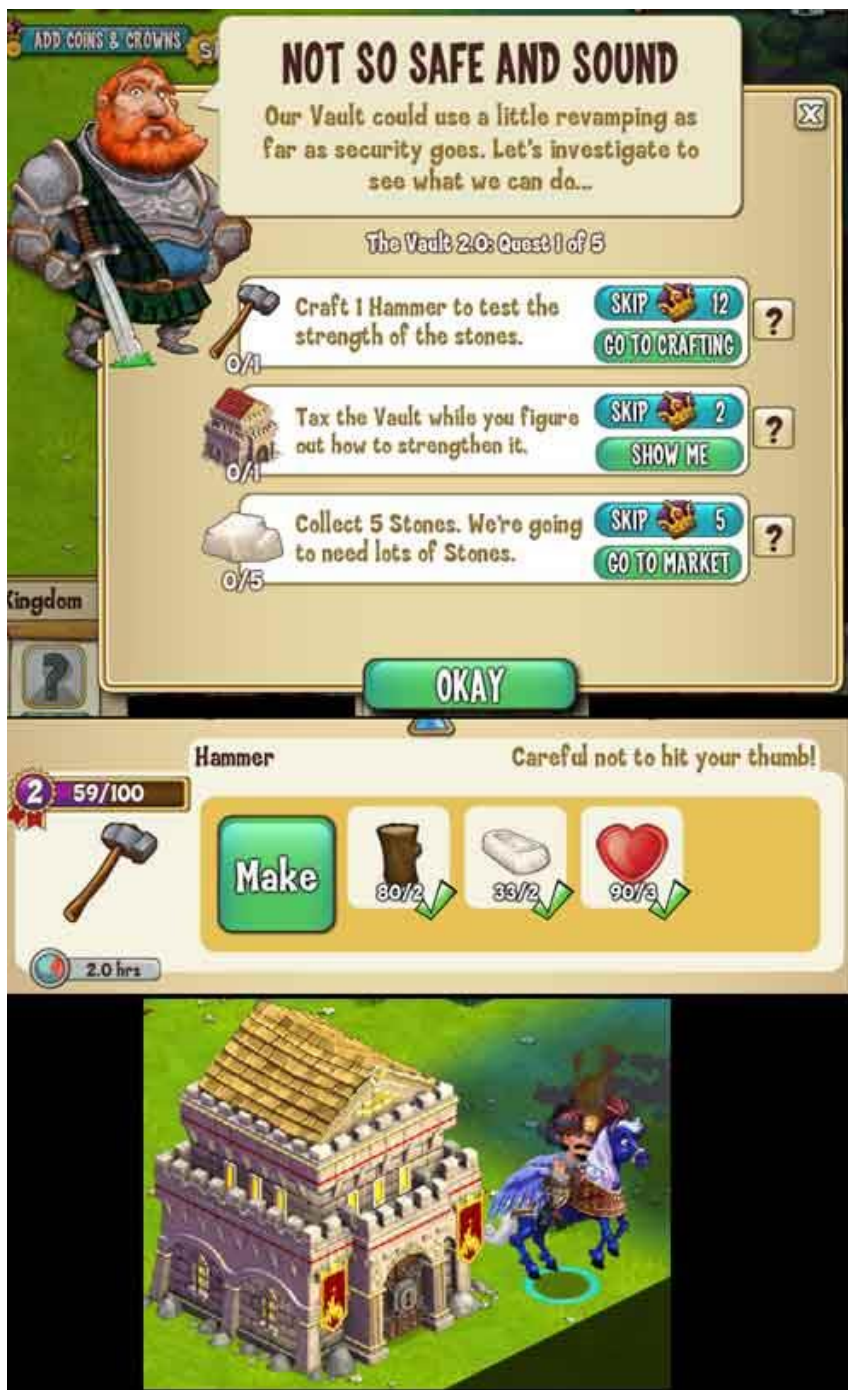 ADD COINS & CROWNS
NOT SO SAFE AND SOUND
Our Vault could use a little revamping as
far as security goes. Let's investigate to
see what we can do...
The Vault 2.0: Quest 1 of 5
Craft 1 Hammer to test the
strength of the stones.
0/1
SKIP 12
GO TO CRAFTING
?
Tax the Vault while you figure
out how to strengthen it.
0/1
SKIP 2
SHOW ME
?
Collect 5 Stones. We're going
to need lots of Stones.
0/5
SKIP 5
GO TO MARKET
?
Kingdom
?
OKAY
Hammer
Careful not to hit your thumb!
2 59/100
Make
80/2
33/2
90/3
2.0 hrs